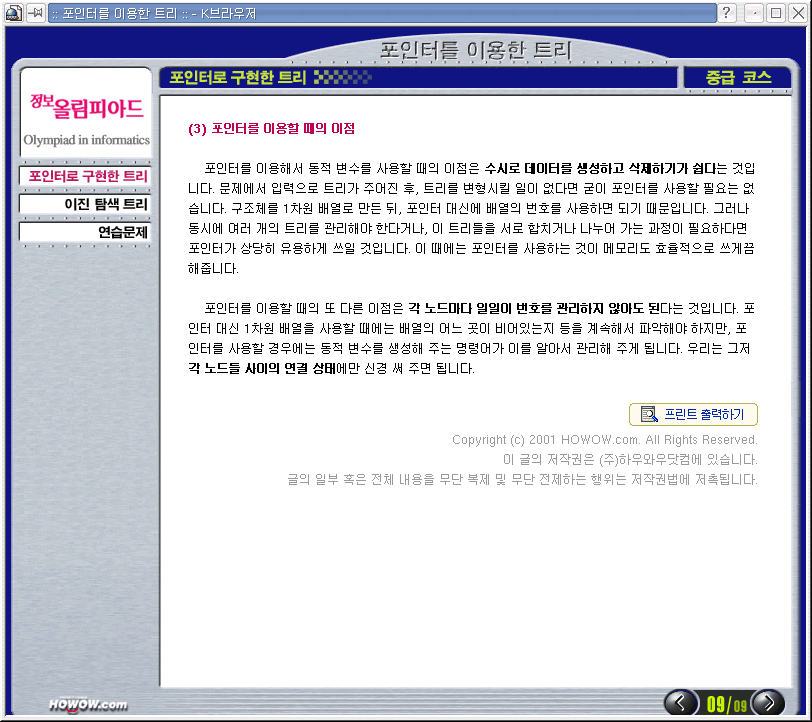 :: 포인터를 이용한 트리 :: - K브라우저
포인터를 이용한 트리
정보올림피아드
Olympiad in informatics
포인터로 구현한 트리
이진 탐색 트리
연습문제
포인터로 구현한 트리
중급 코스
(3) 포인터를 이용할 때의 이점
포인터를 이용해서 동적 변수를 사용할 때의 이점은 수시로 데이터를 생성하고 삭제하기가 쉽다는 것입
니다. 문제에서 입력으로 트리가 주어진 후, 트리를 변형시킬 일이 없다면 굳이 포인터를 사용할 필요는 없
습니다. 구조체를 1차원 배열로 만든 뒤, 포인터 대신에 배열의 번호를 사용하면 되기 때문입니다. 그러나
동시에 여러 개의 트리를 관리해야 한다거나, 이 트리들을 서로 합치거나 나누어 가는 과정이 필요하다면
포인터가 상당히 유용하게 쓰일 것입니다. 이 때에는 포인터를 사용하는 것이 메모리도 효율적으로 쓰게끔
해줍니다.
포인터를 이용할 때의 또 다른 이점은 각 노드마다 일일이 번호를 관리하지 않아도 된다는 것입니다. 포
인터 대신 1차원 배열을 사용할 때에는 배열의 어느 곳이 비어있는지 등을 계속해서 파악해야 하지만, 포
인터를 사용할 경우에는 동적 변수를 생성해 주는 명령어가 이를 알아서 관리해 주게 됩니다. 우리는 그저
각 노드들 사이의 연결 상태에만 신경 써 주면 됩니다.
프린트 출력하기
Copyright (c) 2001 HOWOW.com. All Rights Reserved.
이 글의 저작권은 (주)하우와우닷컴에 있습니다.
글의 일부 혹은 전체 내용을 무단 복제 및 무단 전제하는 행위는 저작권법에 저촉됩니다.
HOWOW.com
09/09